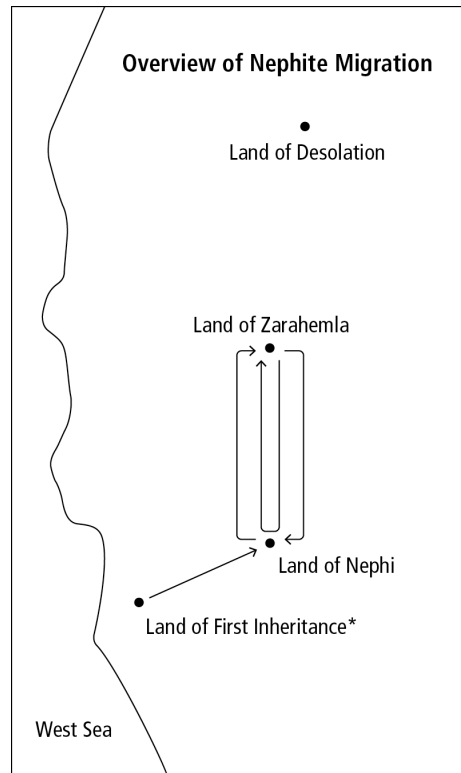 Overview of Nephite Migration
Land of Desolation
Land of Zarahemla
Land of Nephi
Land of First Inheritance*
West Sea